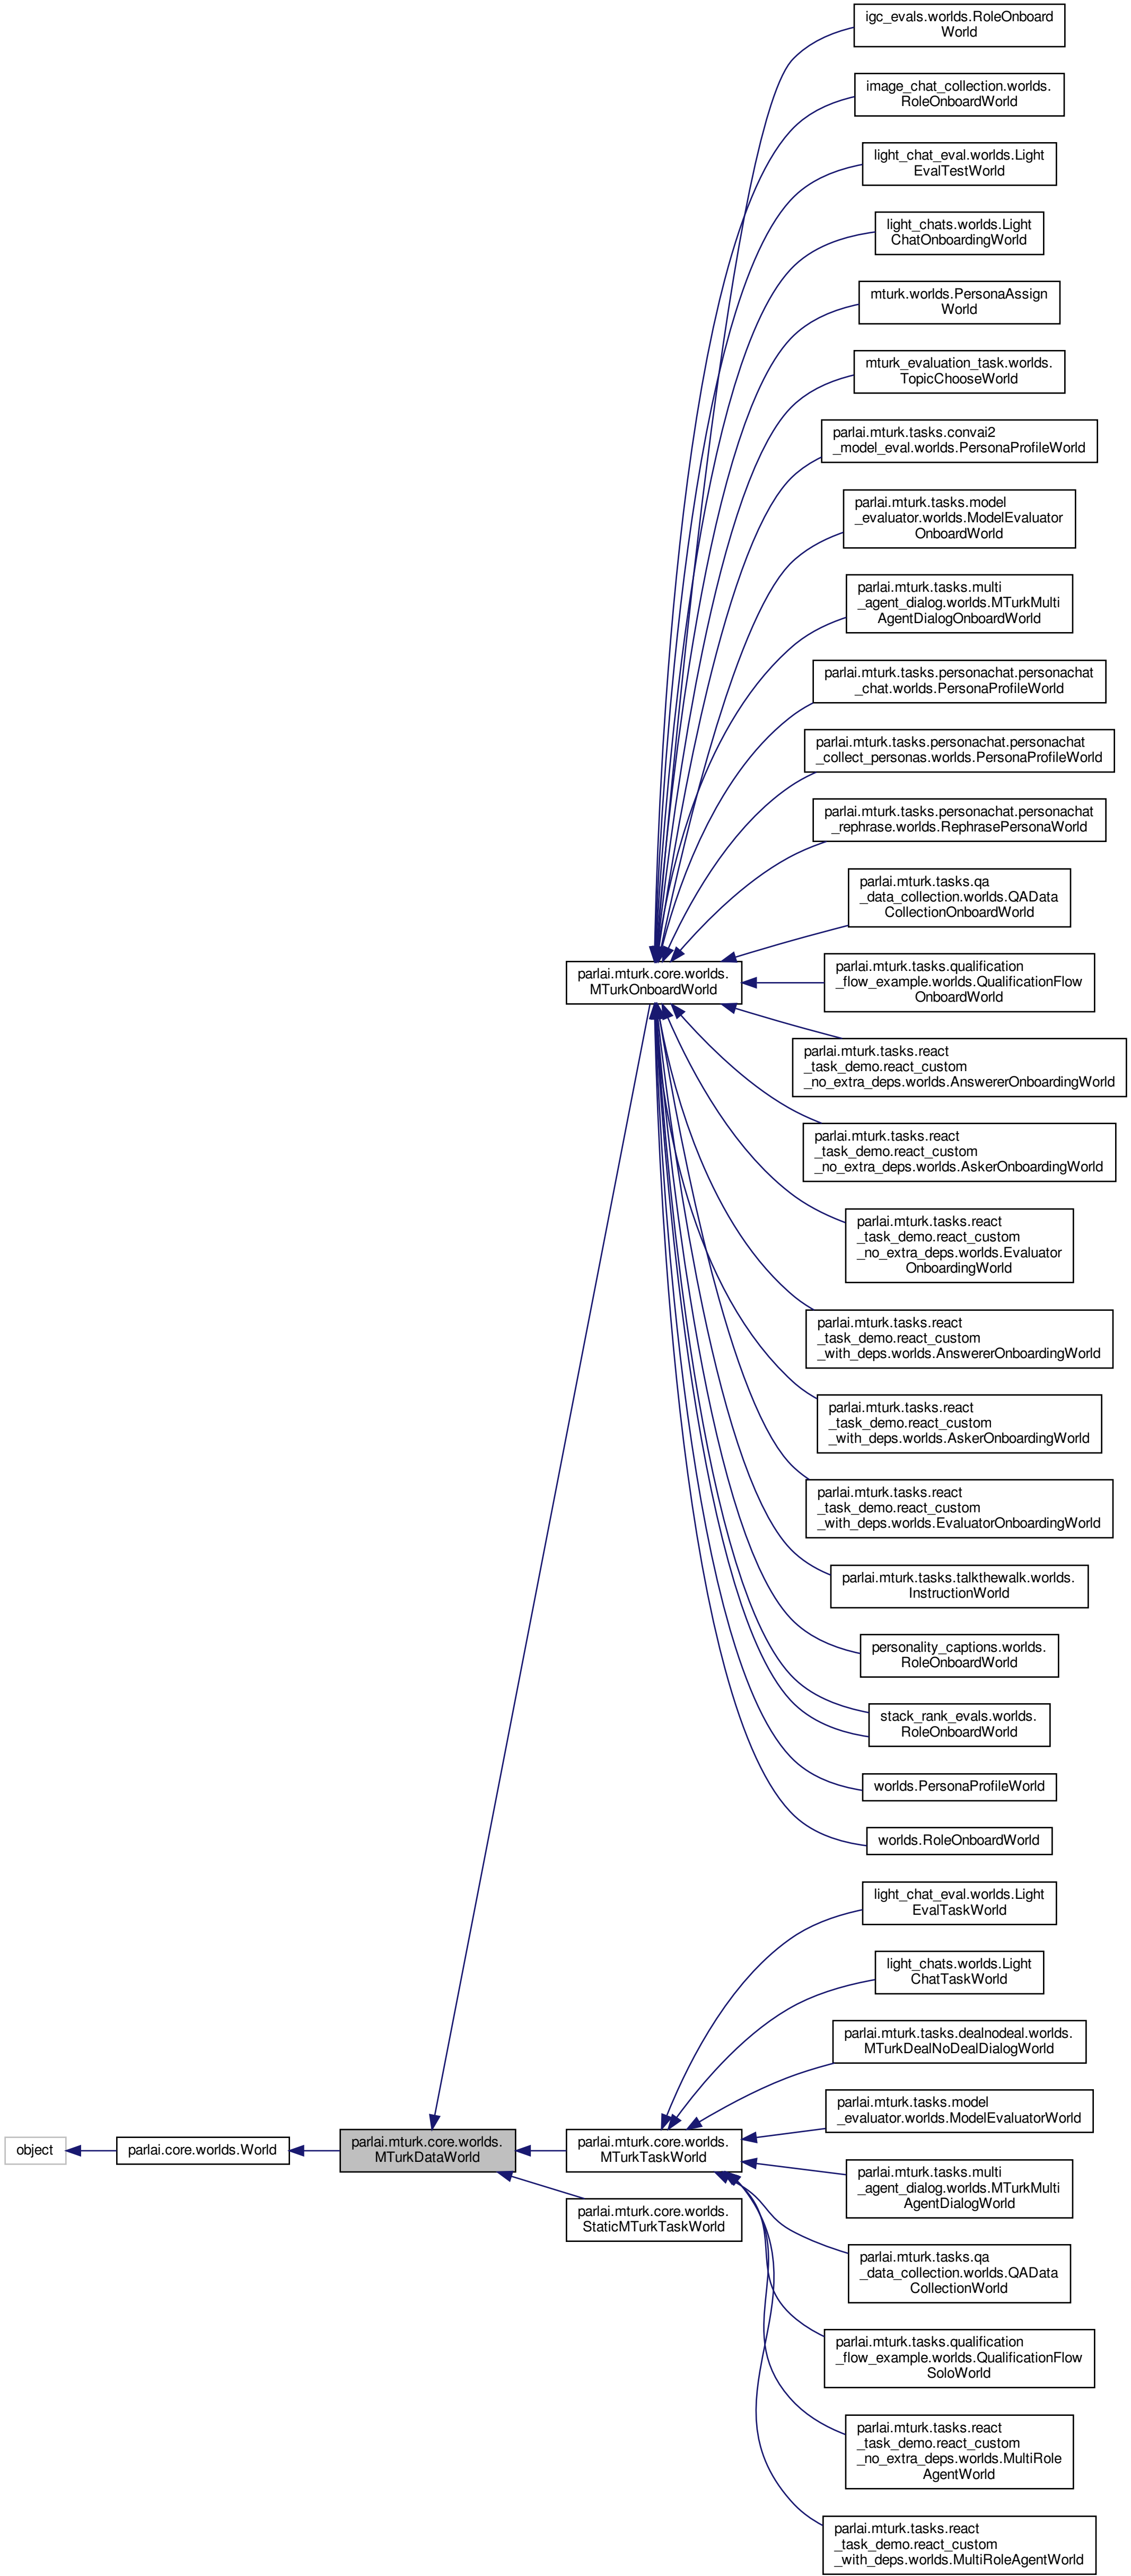 igc_evals.worlds.RoleOnboard
World
image_chat_collection.worlds.
RoleOnboardWorld
light_chat_eval.worlds.Light
EvalTestWorld
light_chats.worlds.Light
ChatOnboardingWorld
mturk.worlds.PersonaAssign
World
mturk_evaluation_task.worlds.
TopicChooseWorld
parlai.mturk.tasks.convai2
_model_eval.worlds.PersonaProfileWorld
parlai.mturk.tasks.model
_evaluator.worlds.ModelEvaluator
OnboardWorld
parlai.mturk.tasks.multi
_agent_dialog.worlds.MTurkMulti
AgentDialogOnboardWorld
parlai.mturk.tasks.personachat.personachat
_chat.worlds.PersonaProfileWorld
parlai.mturk.tasks.personachat.personachat
_collect_personas.worlds.PersonaProfileWorld
parlai.mturk.tasks.personachat.personachat
_rephrase.worlds.RephrasePersonaWorld
parlai.mturk.tasks.qa
_data_collection.worlds.QAData
CollectionOnboardWorld
parlai.mturk.core.worlds.
MTurkOnboardWorld
parlai.mturk.tasks.qualification
_flow_example.worlds.QualificationFlow
OnboardWorld
parlai.mturk.tasks.react
_task_demo.react_custom
_no_extra_deps.worlds.AnswererOnboardingWorld
parlai.mturk.tasks.react
_task_demo.react_custom
_no_extra_deps.worlds.AskerOnboardingWorld
parlai.mturk.tasks.react
_task_demo.react_custom
_no_extra_deps.worlds.Evaluator
OnboardingWorld
parlai.mturk.tasks.react
_task_demo.react_custom
_with_deps.worlds.AnswererOnboardingWorld
parlai.mturk.tasks.react
_task_demo.react_custom
_with_deps.worlds.AskerOnboardingWorld
parlai.mturk.tasks.react
_task_demo.react_custom
_with_deps.worlds.EvaluatorOnboardingWorld
parlai.mturk.tasks.talkthewalk.worlds.
InstructionWorld
personality_captions.worlds.
RoleOnboardWorld
stack_rank_evals.worlds.
RoleOnboardWorld
worlds.PersonaProfileWorld
worlds.RoleOnboardWorld
light_chat_eval.worlds.Light
EvalTaskWorld
light_chats.worlds.Light
ChatTaskWorld
parlai.mturk.tasks.dealnodeal.worlds.
MTurkDealNoDealDialogWorld
parlai.mturk.tasks.model
_evaluator.worlds.ModelEvaluatorWorld
object
parlai.core.worlds.World
parlai.mturk.core.worlds.
MTurkDataWorld
parlai.mturk.core.worlds.
MTurkTaskWorld
parlai.mturk.core.worlds.
StaticMTurkTaskWorld
parlai.mturk.tasks.multi
_agent_dialog.worlds.MTurkMulti
AgentDialogWorld
parlai.mturk.tasks.qa
_data_collection.worlds.QAData
CollectionWorld
parlai.mturk.tasks.qualification
_flow_example.worlds.QualificationFlow
SoloWorld
parlai.mturk.tasks.react
_task_demo.react_custom
_no_extra_deps.worlds.MultiRole
AgentWorld
parlai.mturk.tasks.react
_task_demo.react_custom
_with_deps.worlds.MultiRoleAgentWorld